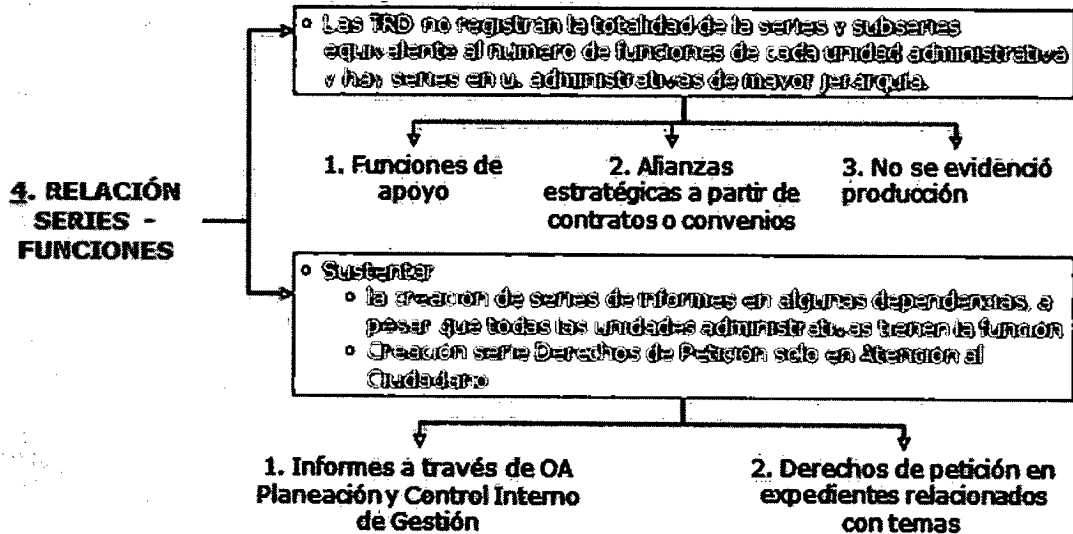 ○ Las TRD no registran la totalidad de la series y subseries
equivalente al número de funciones de cada unidad administrativa
y hay series en u. administrativas de mayor jerarquía.
1. Funciones de
apoyo
2. Alianzas
estratégicas a partir de
contratos o convenios
3. No se evidenció
producción
4. RELACIÓN
SERIES -
FUNCIONES
○ Sustentar
○ la creación de series de informes en algunas dependencias, a
pesar que todas las unidades administrativas tienen la función
○ Creación serie Derechos de Petición solo en Atención al
Ciudadano
1. Informes a través de OA
Planeación y Control Interno
de Gestión
2. Derechos de petición en
expedientes relacionados
con temas